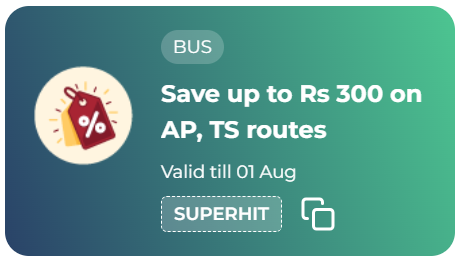 BUS
%
Save up to Rs 300 on
AP, TS routes
Valid till 01 Aug
SUPERHIT